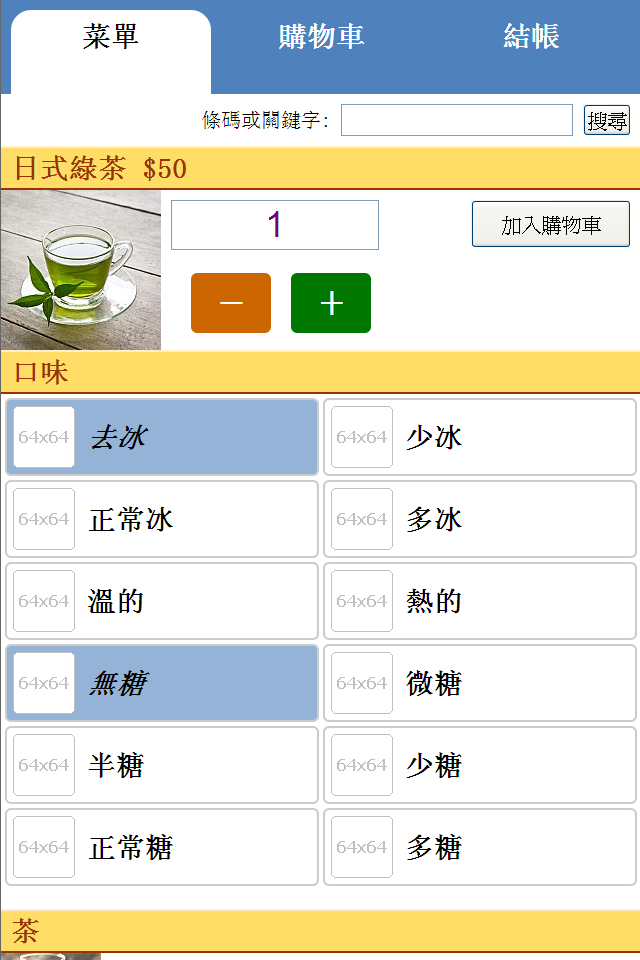 菜單 購物車 結帳
條碼或關鍵字: 搜尋
日式綠茶 $50
1 加入購物車
－ ＋
口味
64x64 去冰 64x64 少冰
64x64 正常冰 64x64 多冰
64x64 溫的 64x64 熱的
64x64 無糖 64x64 微糖
64x64 半糖 64x64 少糖
64x64 正常糖 64x64 多糖
茶